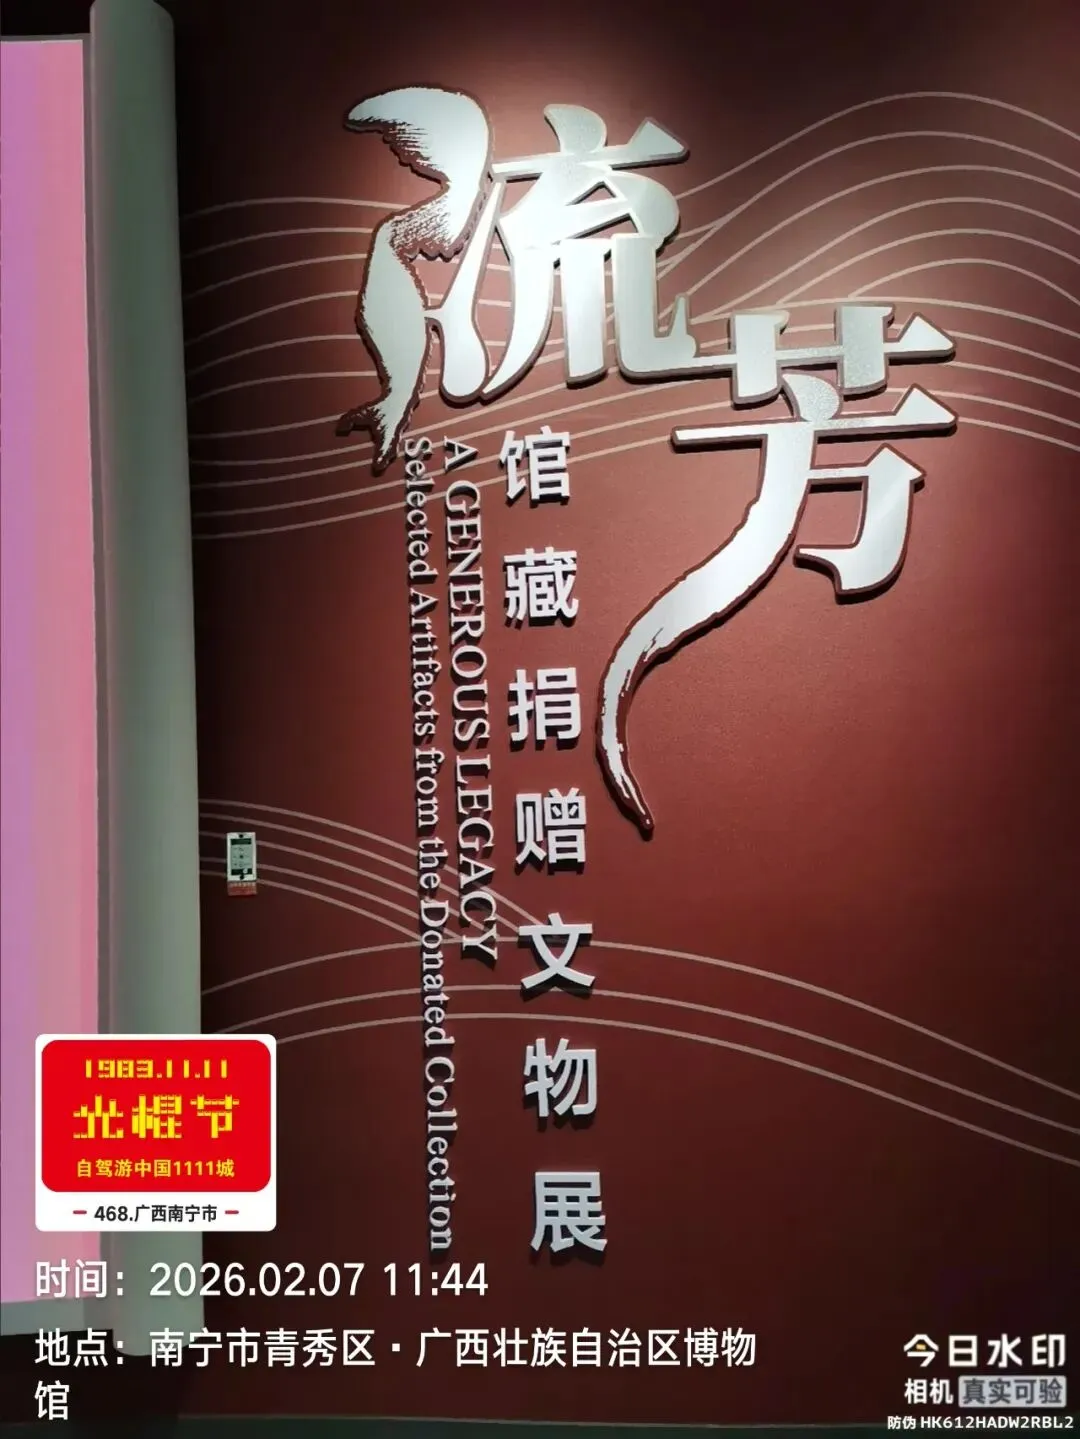 流芳
馆藏捐赠文物展
A GENEROUS LEGACY
Selected Artifacts from the Donated Collection
1983.11.11
光棍节
自驾游中国1111城
468.广西南宁市
时间：2026.02.07 11:44
地点：南宁市青秀区·广西壮族自治区博物
馆
今日水印
相机 真实可验
防伪 HK612HADW2RBL2